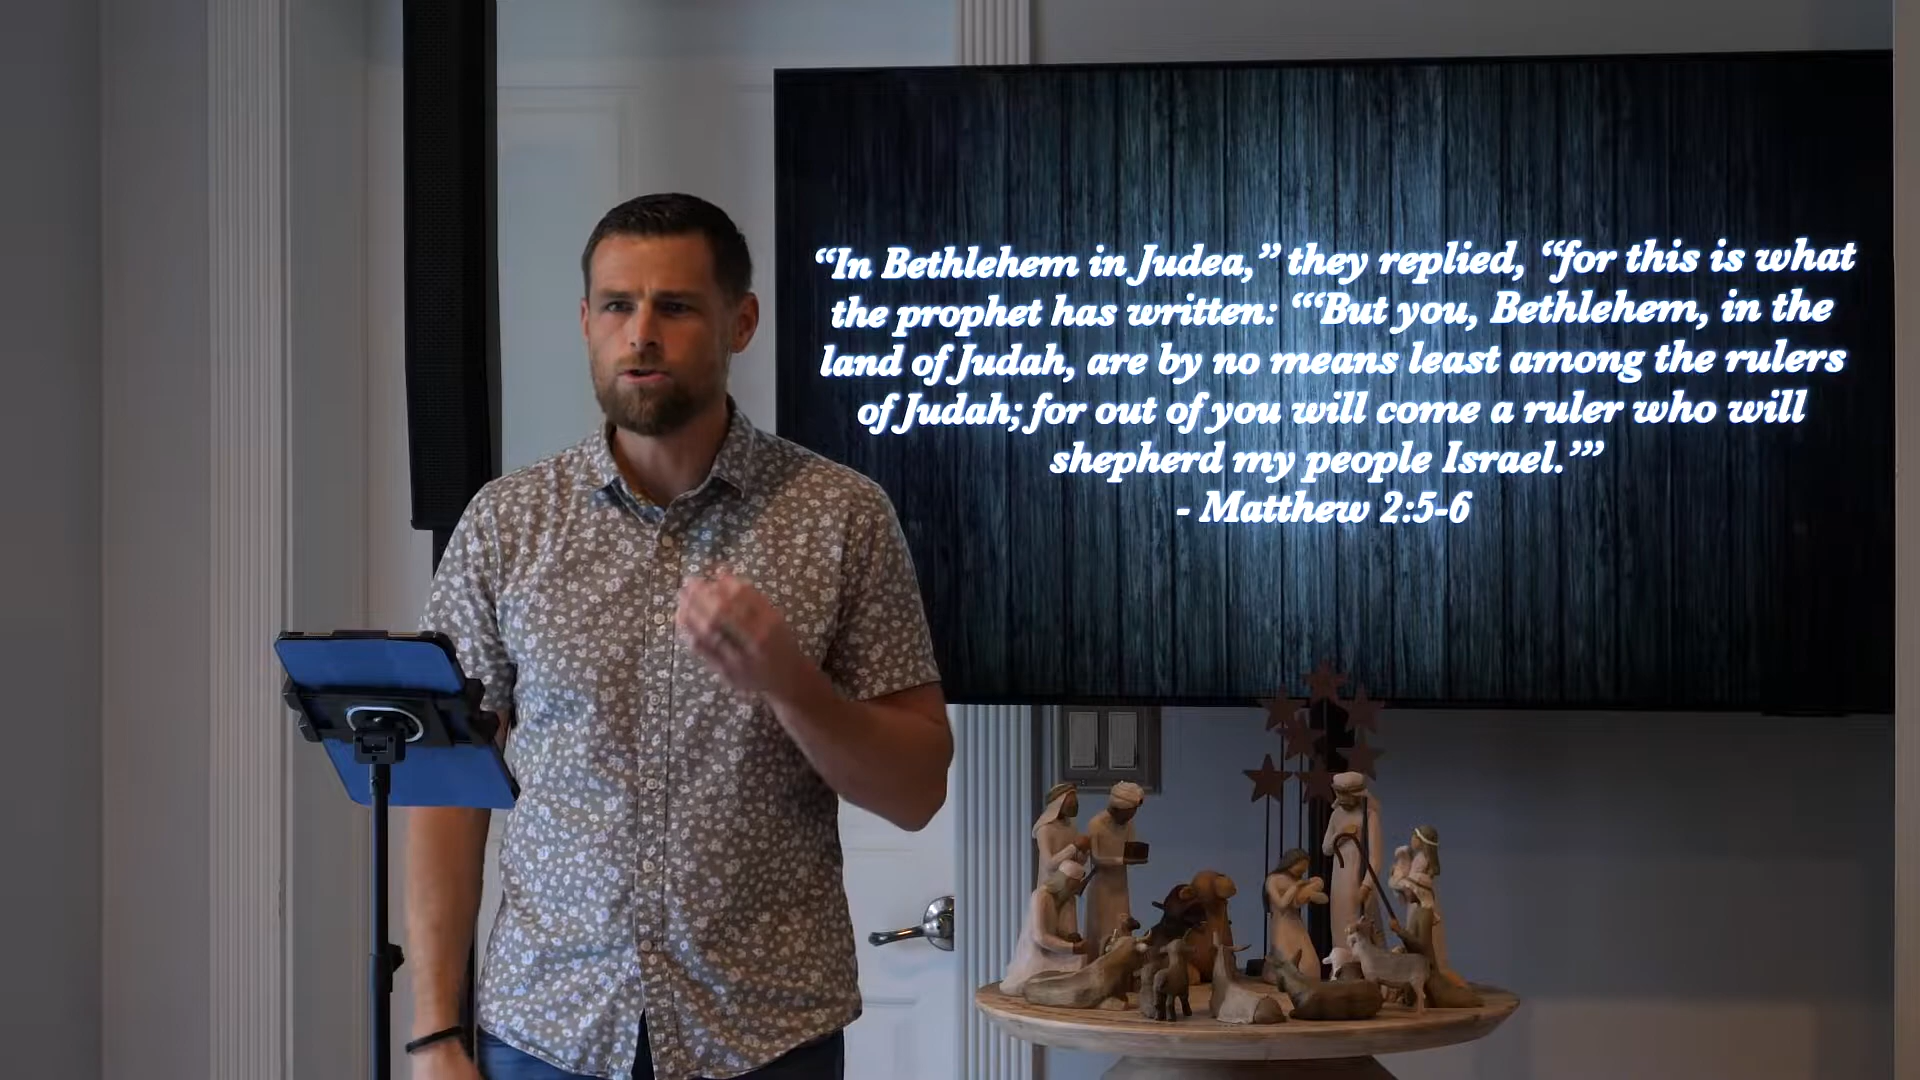 “In Bethlehem in Judea,” they replied, “for this is what
the prophet has written: “‘But you, Bethlehem, in the
land of Judah, are by no means least among the rulers
of Judah; for out of you will come a ruler who will
shepherd my people Israel.’”
- Matthew 2:5-6